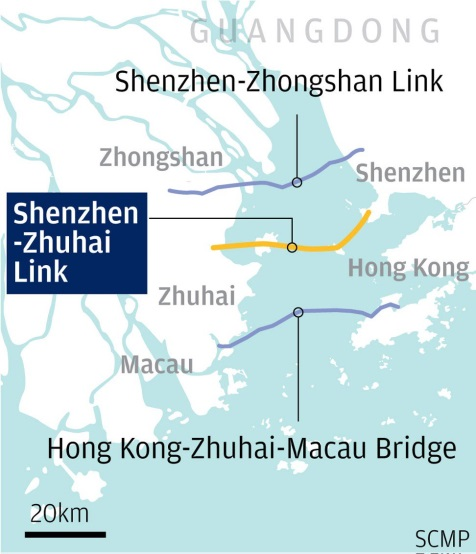 GUANGDONG
Shenzhen-Zhongshan Link
Zhongshan
Shenzhen
Shenzhen
-Zhuhai
Link
Hong Kong
Zhuhai
Macau
Hong Kong-Zhuhai-Macau Bridge
20km
SCMP